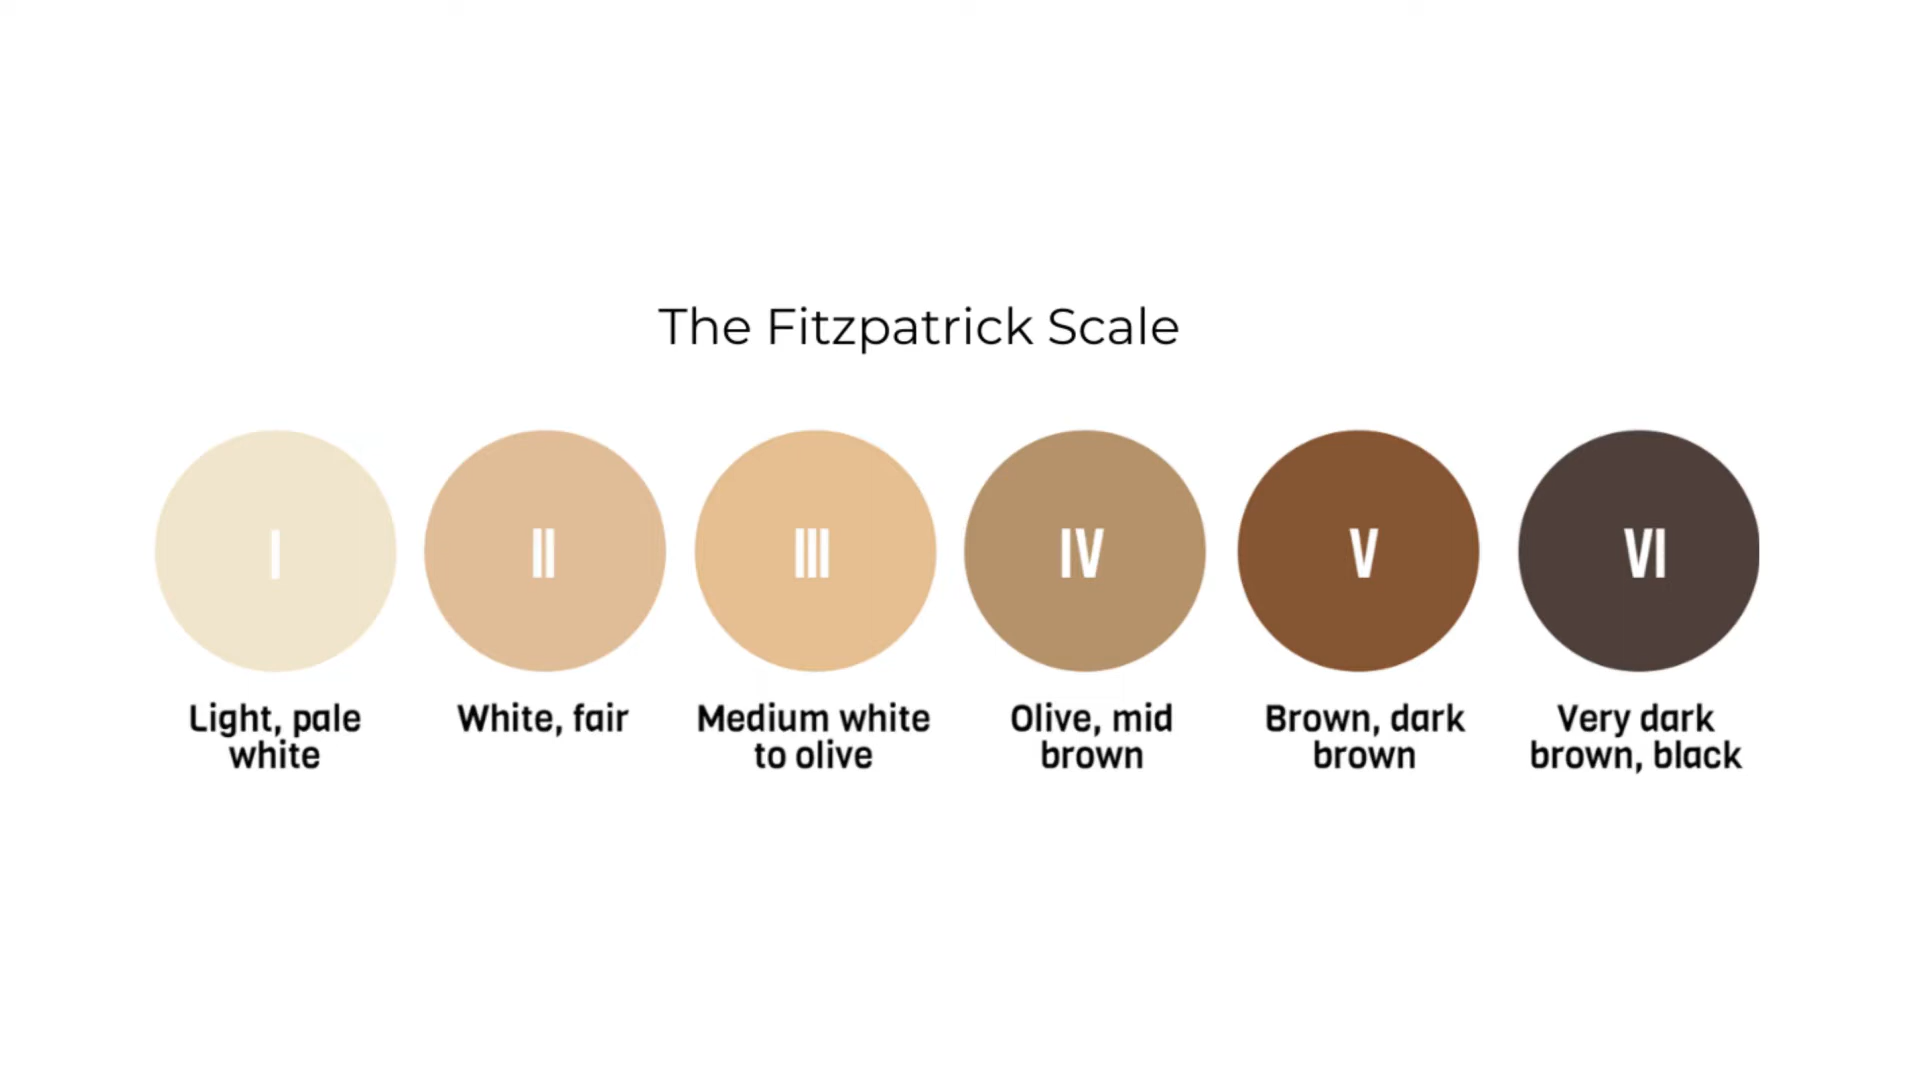 The Fitzpatrick Scale
I II III IV V VI
Light, pale White, fair Medium white Olive, mid Brown, dark Very dark
white to olive brown brown brown, black